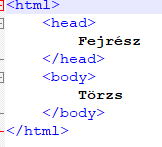 <html>
<head>
Fejrész
</head>
<body>
Törzs
</body>
</html>